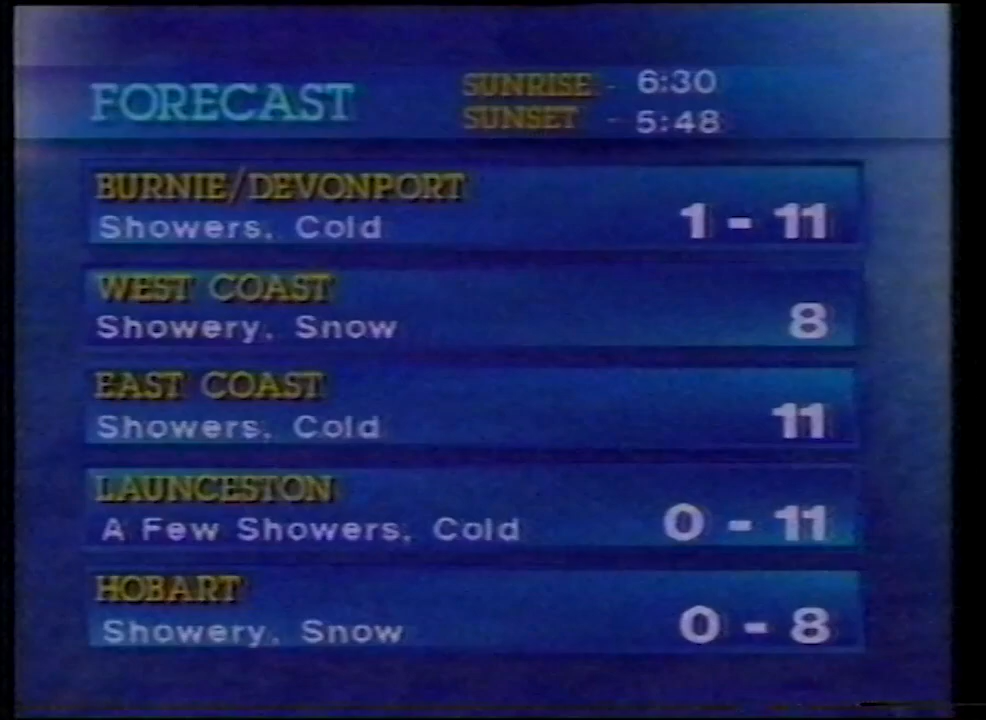 FORECAST
SUNRISE - 6:30
SUNSET - 5:48
BURNIE/DEVONPORT
Showers, Cold 1 - 11
WEST COAST
Showery, Snow 8
EAST COAST
Showers, Cold 11
LAUNCESTON
A Few Showers, Cold 0 - 11
HOBART
Showery, Snow 0 - 8